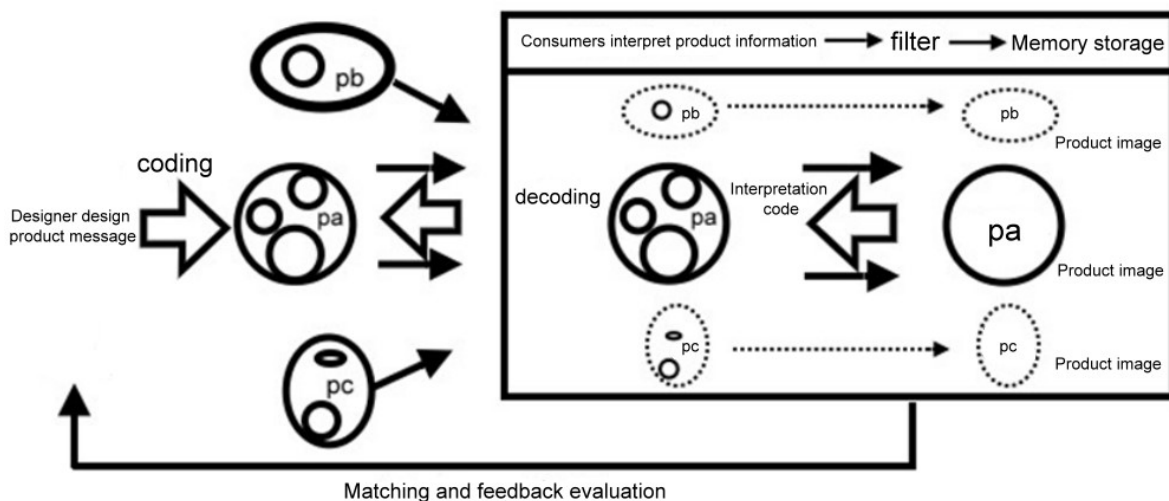 Consumers interpret product information
filter
Memory storage
pb
pb
pb
Product image
coding
Designer design
product message
pa
decoding
pa
Interpretation
code
pa
Product image
pc
pc
pc
Product image
Matching and feedback evaluation